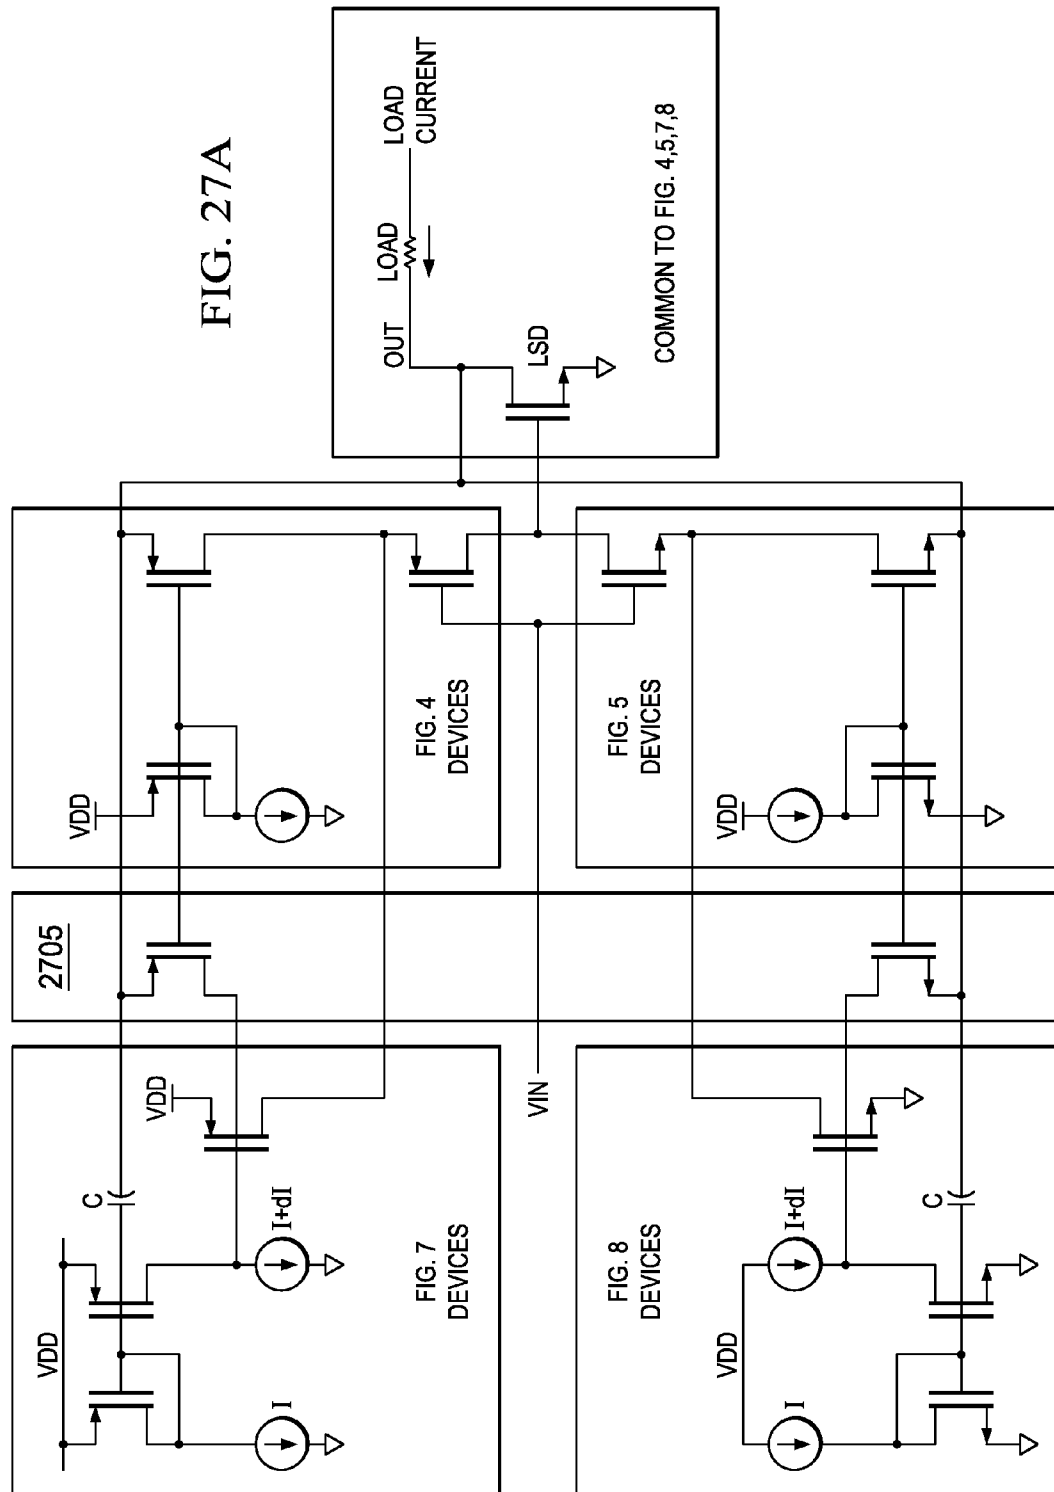 FIG. 27A
VDD
VDD
I
I+dI
C
VDD
FIG. 7
DEVICES
2705
VDD
FIG. 4
DEVICES
OUT
LOAD
LOAD
CURRENT
LSD
COMMON TO FIG. 4,5,7,8
VIN
VDD
I
I+dI
C
FIG. 8
DEVICES
VDD
FIG. 5
DEVICES